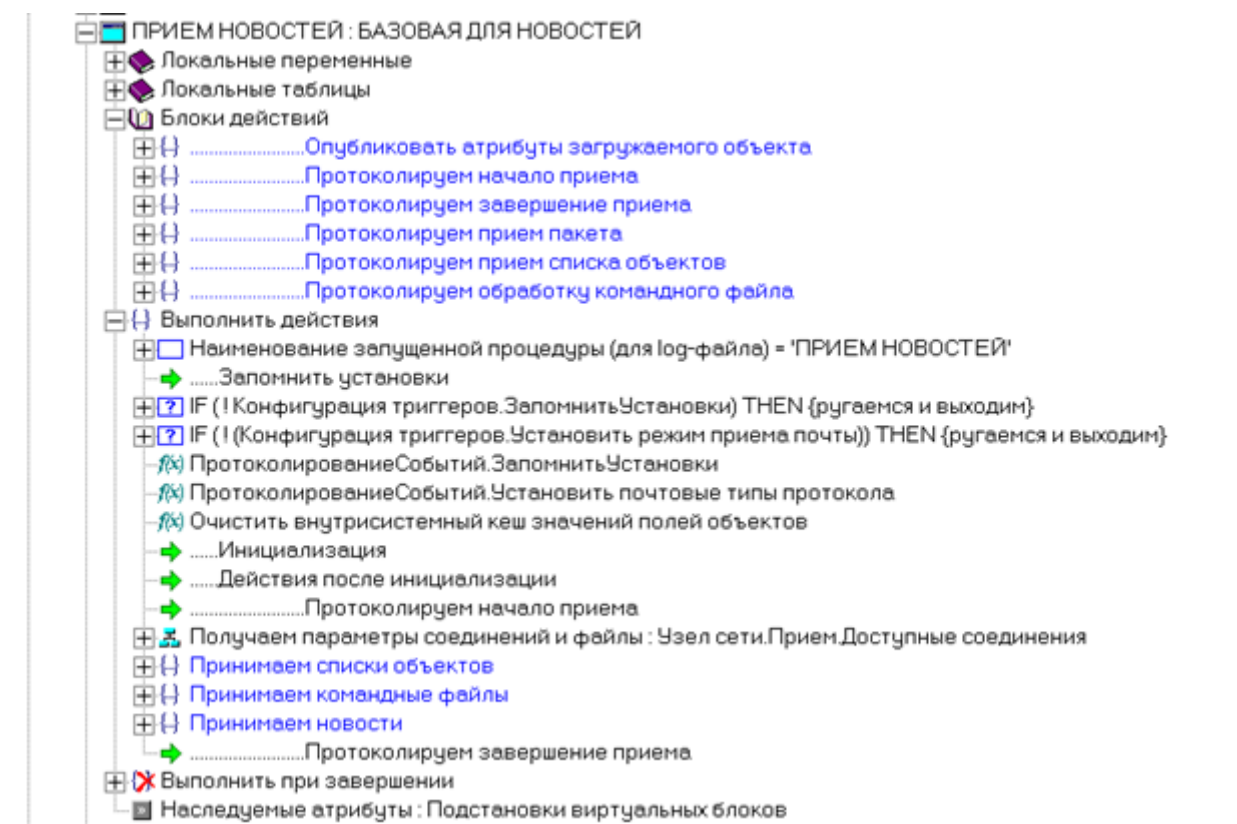 ПРИЕМ НОВОСТЕЙ : БАЗОВАЯ ДЛЯ НОВОСТЕЙ
Локальные переменные
Локальные таблицы
Блоки действий
........................Опубликовать атрибуты загружаемого объекта
........................Протоколируем начало приема
........................Протоколируем завершение приема
........................Протоколируем прием пакета
........................Протоколируем прием списка объектов
........................Протоколируем обработку командного файла
Выполнить действия
Наименование запущенной процедуры (для log-файла) = 'ПРИЕМ НОВОСТЕЙ'
......Запомнить установки
IF (! Конфигурация триггеров.ЗапомнитьУстановки) THEN {ругаемся и выходим}
IF (! (Конфигурация триггеров.Установить режим приема почты)) THEN {ругаемся и выходим}
f(x) ПротоколированиеСобытий.ЗапомнитьУстановки
f(x) ПротоколированиеСобытий.Установить почтовые типы протокола
f(x) Очистить внутрисистемный кеш значений полей объектов
......Инициализация
......Действия после инициализации
........................Протоколируем начало приема
Получаем параметры соединений и файлы : Узел сети.Прием.Доступные соединения
Принимаем списки объектов
Принимаем командные файлы
Принимаем новости
........................Протоколируем завершение приема
Выполнить при завершении
Наследуемые атрибуты : Подстановки виртуальных блоков